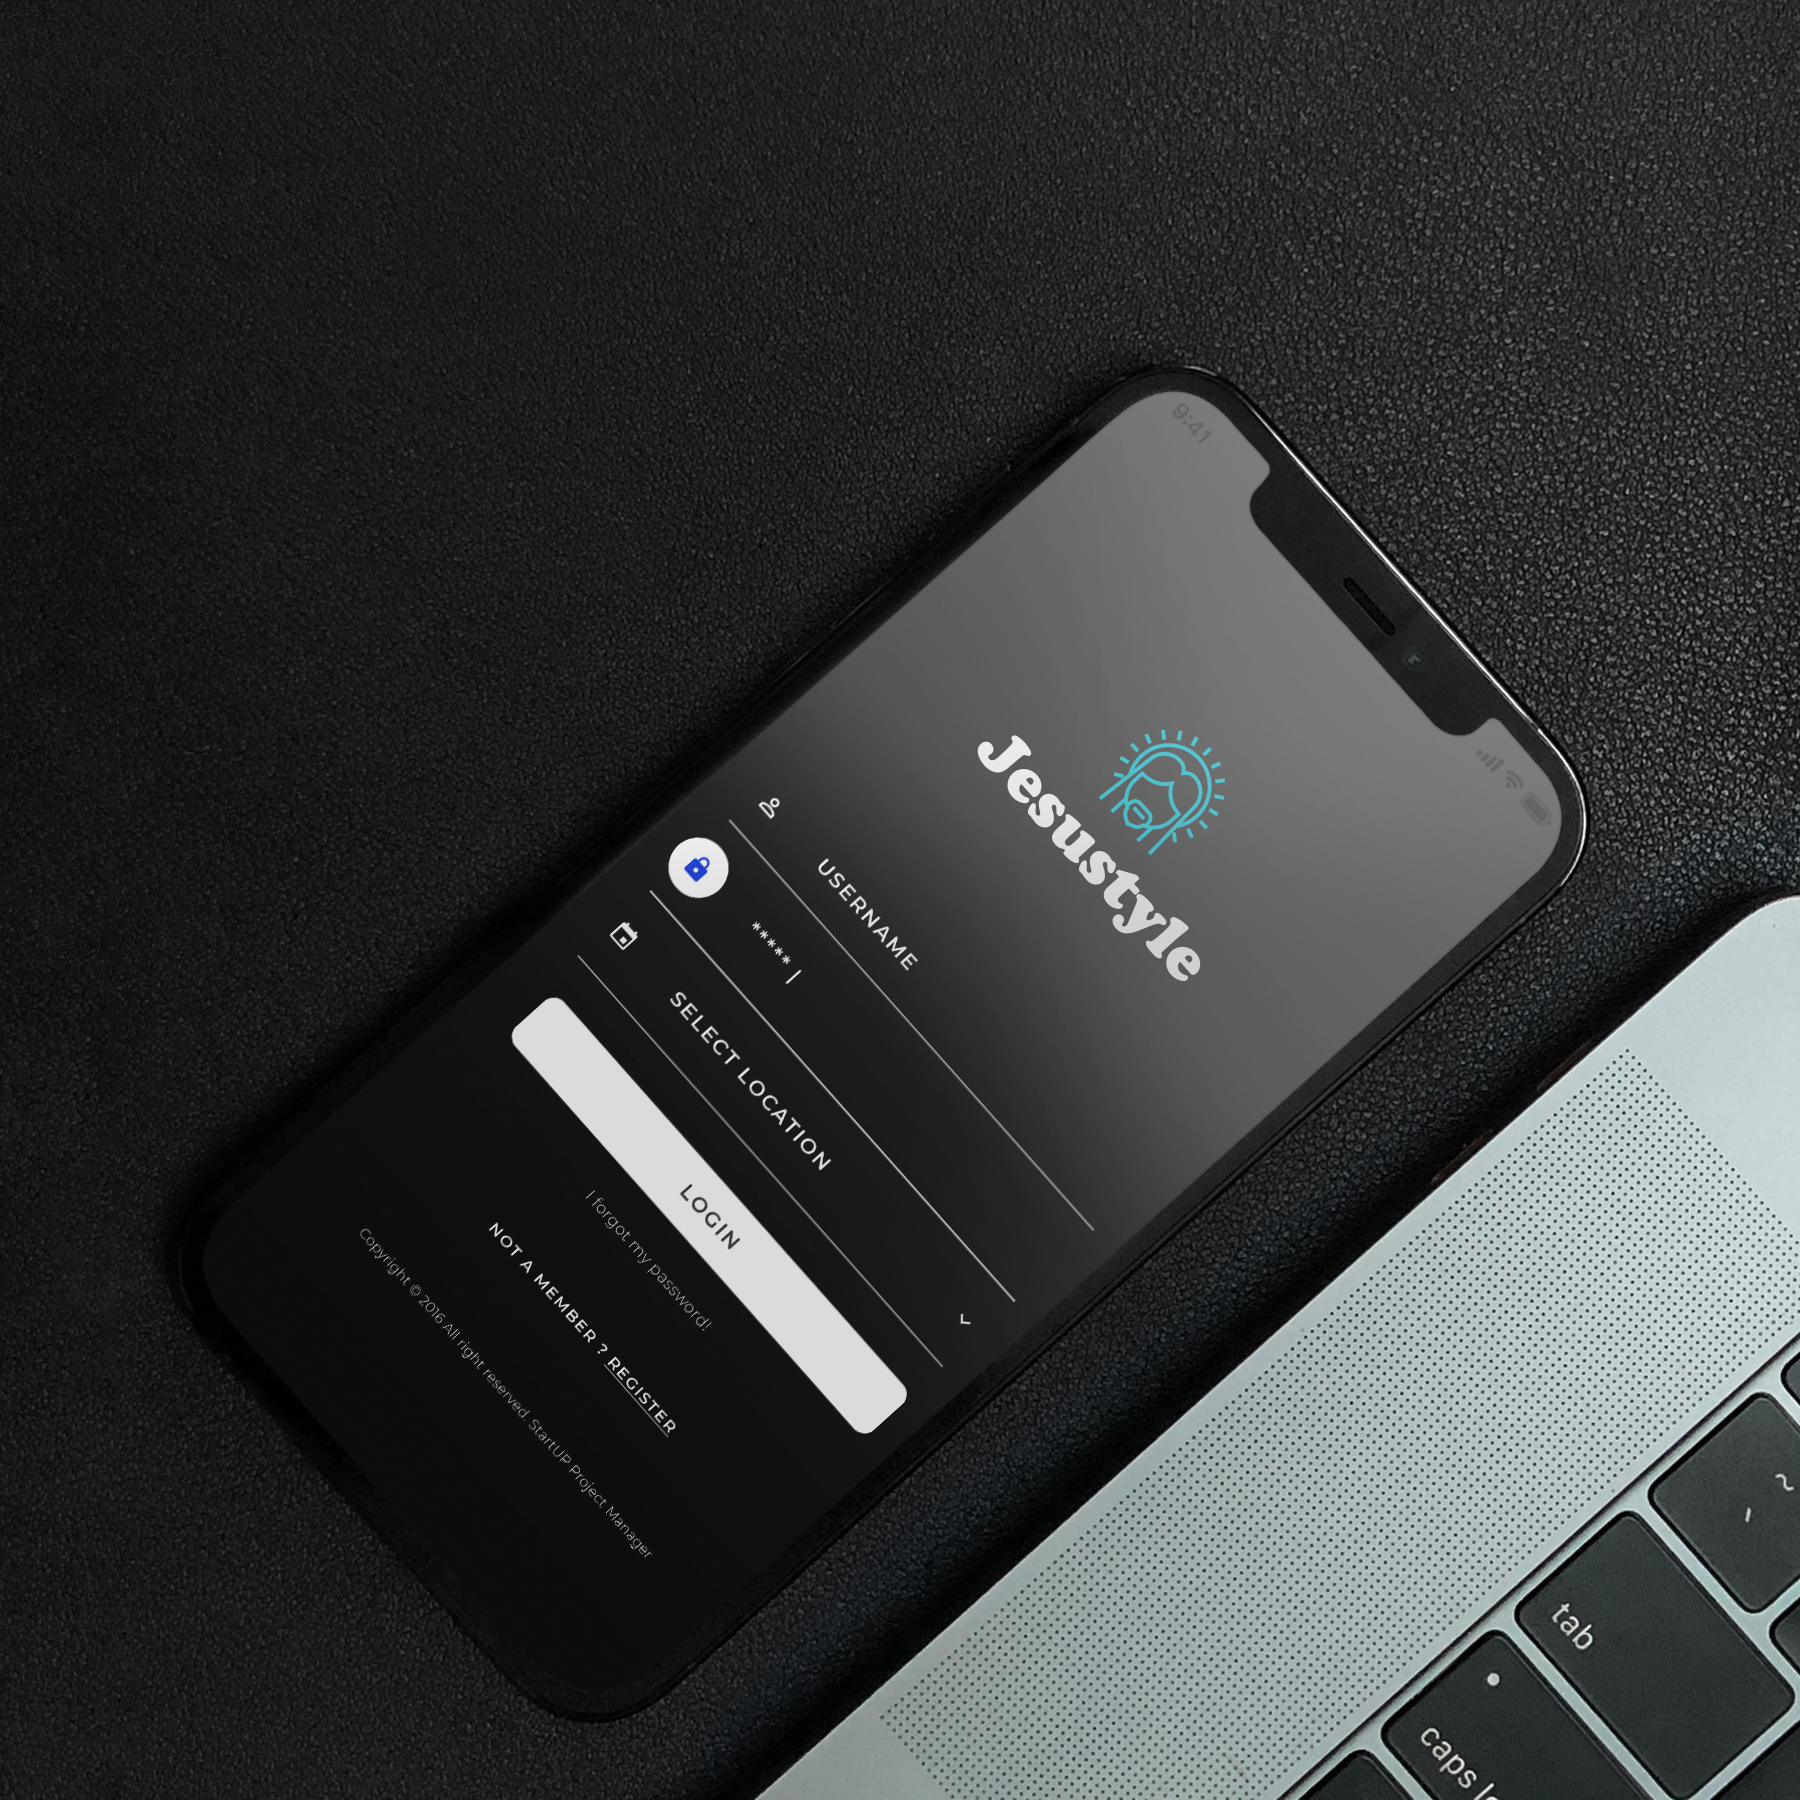 9:41
Jesustyle
USERNAME
***** |
SELECT LOCATION
LOGIN
I forgot my password!
NOT A MEMBER ? REGISTER
Copyright © 2016 All right reserved. StartUP Project Manager
~
tab
caps